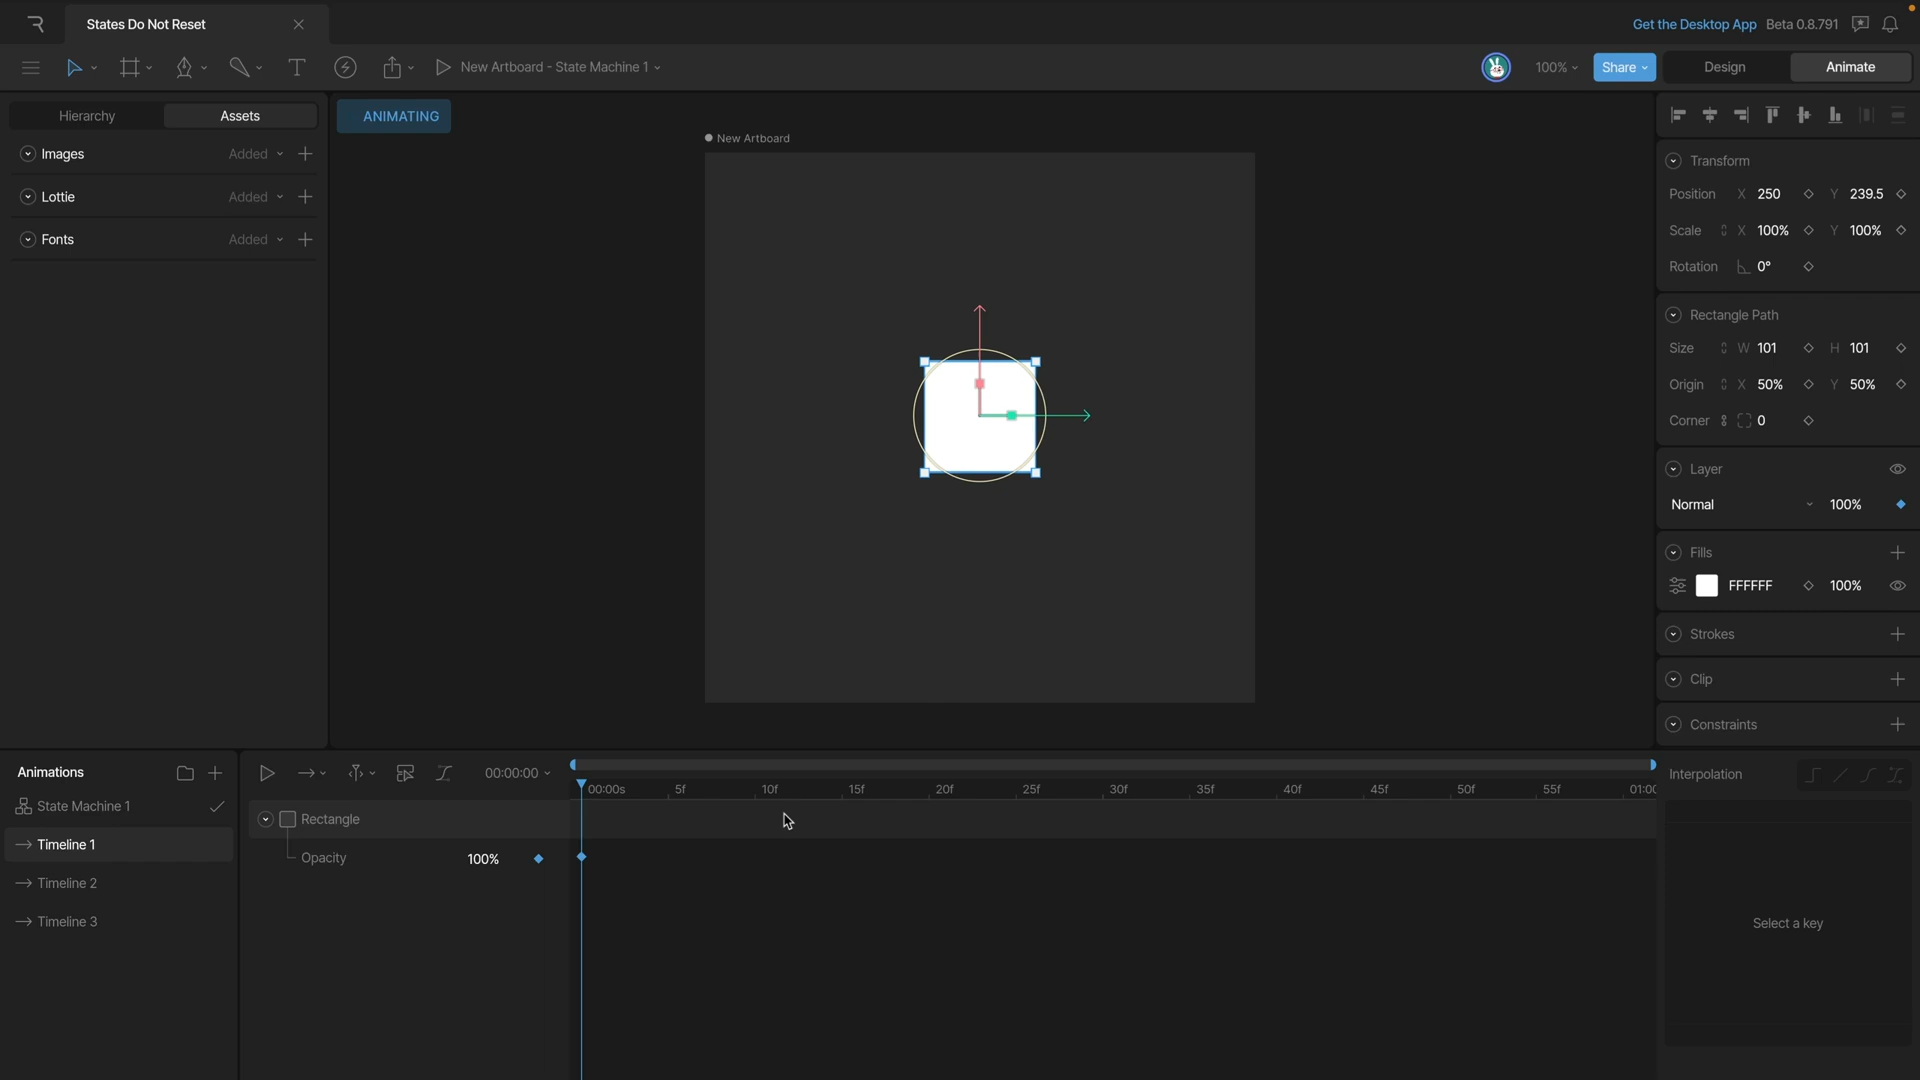 States Do Not Reset
Get the Desktop App Beta 0.8.791
New Artboard - State Machine 1
100%
Share
Design
Animate
Hierarchy
Assets
ANIMATING
New Artboard
Images Added
Lottie Added
Fonts Added
Transform
Position X 250 Y 239.5
Scale X 100% Y 100%
Rotation 0°
Rectangle Path
Size W 101 H 101
Origin X 50% Y 50%
Corner 0
Layer
Normal 100%
Fills
FFFFFF 100%
Strokes
Clip
Constraints
Animations
State Machine 1
Timeline 1
Timeline 2
Timeline 3
00:00:00
00:00s 5f 10f 15f 20f 25f 30f 35f 40f 45f 50f 55f 01:00
Rectangle
Opacity 100%
Interpolation
Select a key